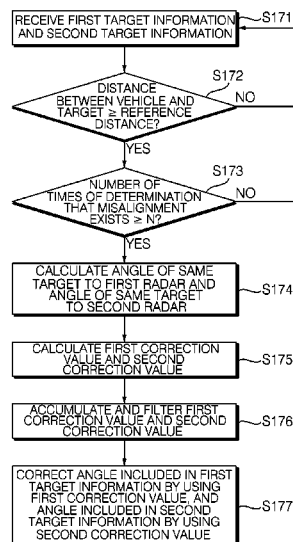 RECEIVE FIRST TARGET INFORMATION
AND SECOND TARGET INFORMATION
S171
S172
DISTANCE
BETWEEN VEHICLE AND
TARGET ≥ REFERENCE
DISTANCE?
NO
YES
S173
NUMBER OF
TIMES OF DETERMINATION
THAT MISALIGNMENT
EXISTS ≥ N?
NO
YES
CALCULATE ANGLE OF SAME
TARGET TO FIRST RADAR AND
ANGLE OF SAME TARGET
TO SECOND RADAR
S174
CALCULATE FIRST CORRECTION
VALUE AND SECOND
CORRECTION VALUE
S175
ACCUMULATE AND FILTER FIRST
CORRECTION VALUE AND SECOND
CORRECTION VALUE
S176
CORRECT ANGLE INCLUDED IN FIRST
TARGET INFORMATION BY USING
FIRST CORRECTION VALUE, AND
ANGLE INCLUDED IN SECOND
TARGET INFORMATION BY USING
SECOND CORRECTION VALUE
S177